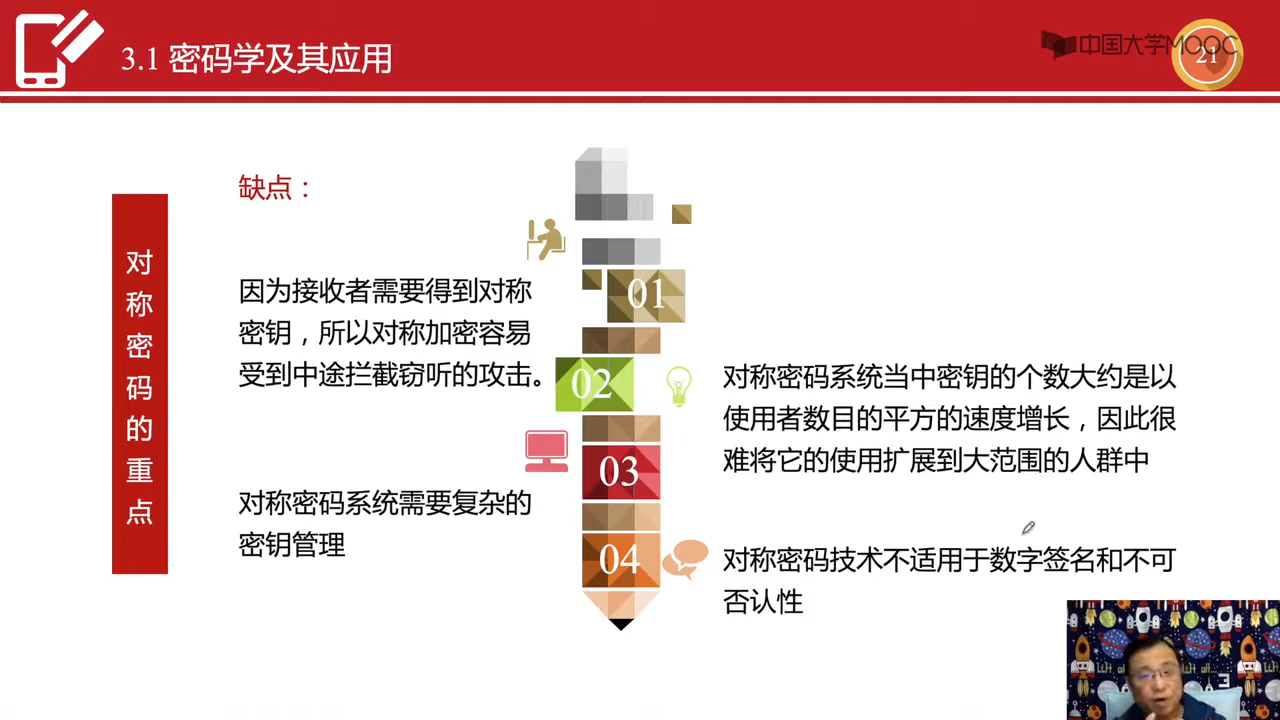 3.1 密码学及其应用
中国大学MOOC
21
对称密码的重点
缺点：
01
因为接收者需要得到对称
密钥，所以对称加密容易
受到中途拦截窃听的攻击。
02
对称密码系统当中密钥的个数大约是以
使用者数目的平方的速度增长，因此很
难将它的使用扩展到大范围的人群中
03
对称密码系统需要复杂的
密钥管理
04
对称密码技术不适用于数字签名和不可
否认性